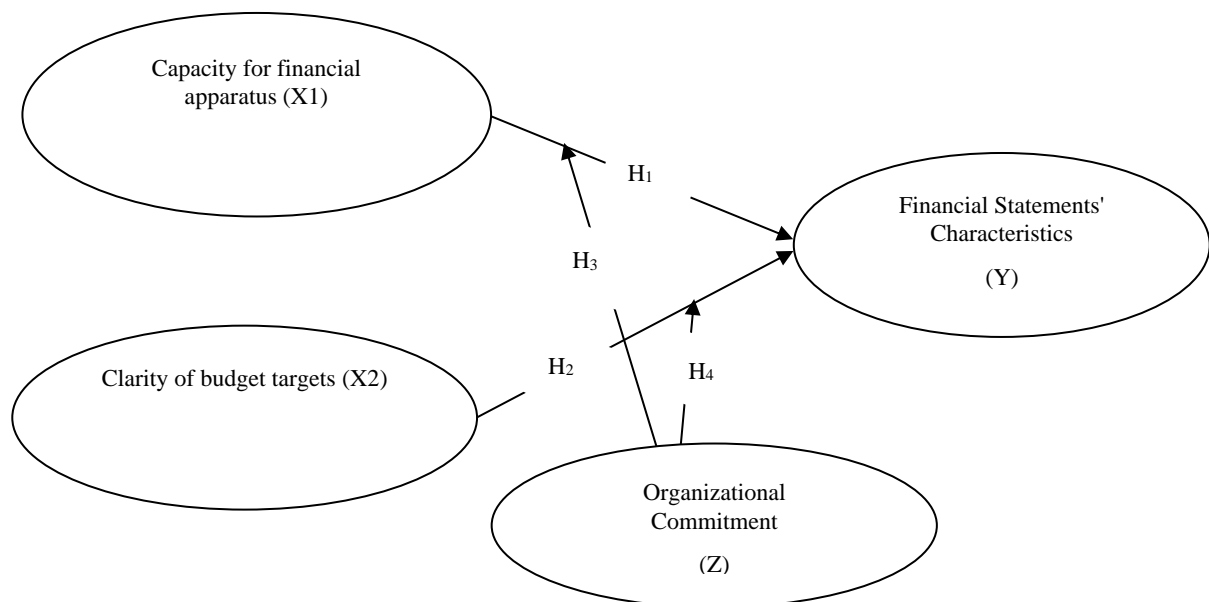 Capacity for financial
apparatus (X1)
H1
Financial Statements'
Characteristics
(Y)
H3
Clarity of budget targets (X2)
H2
H4
Organizational
Commitment
(Z)